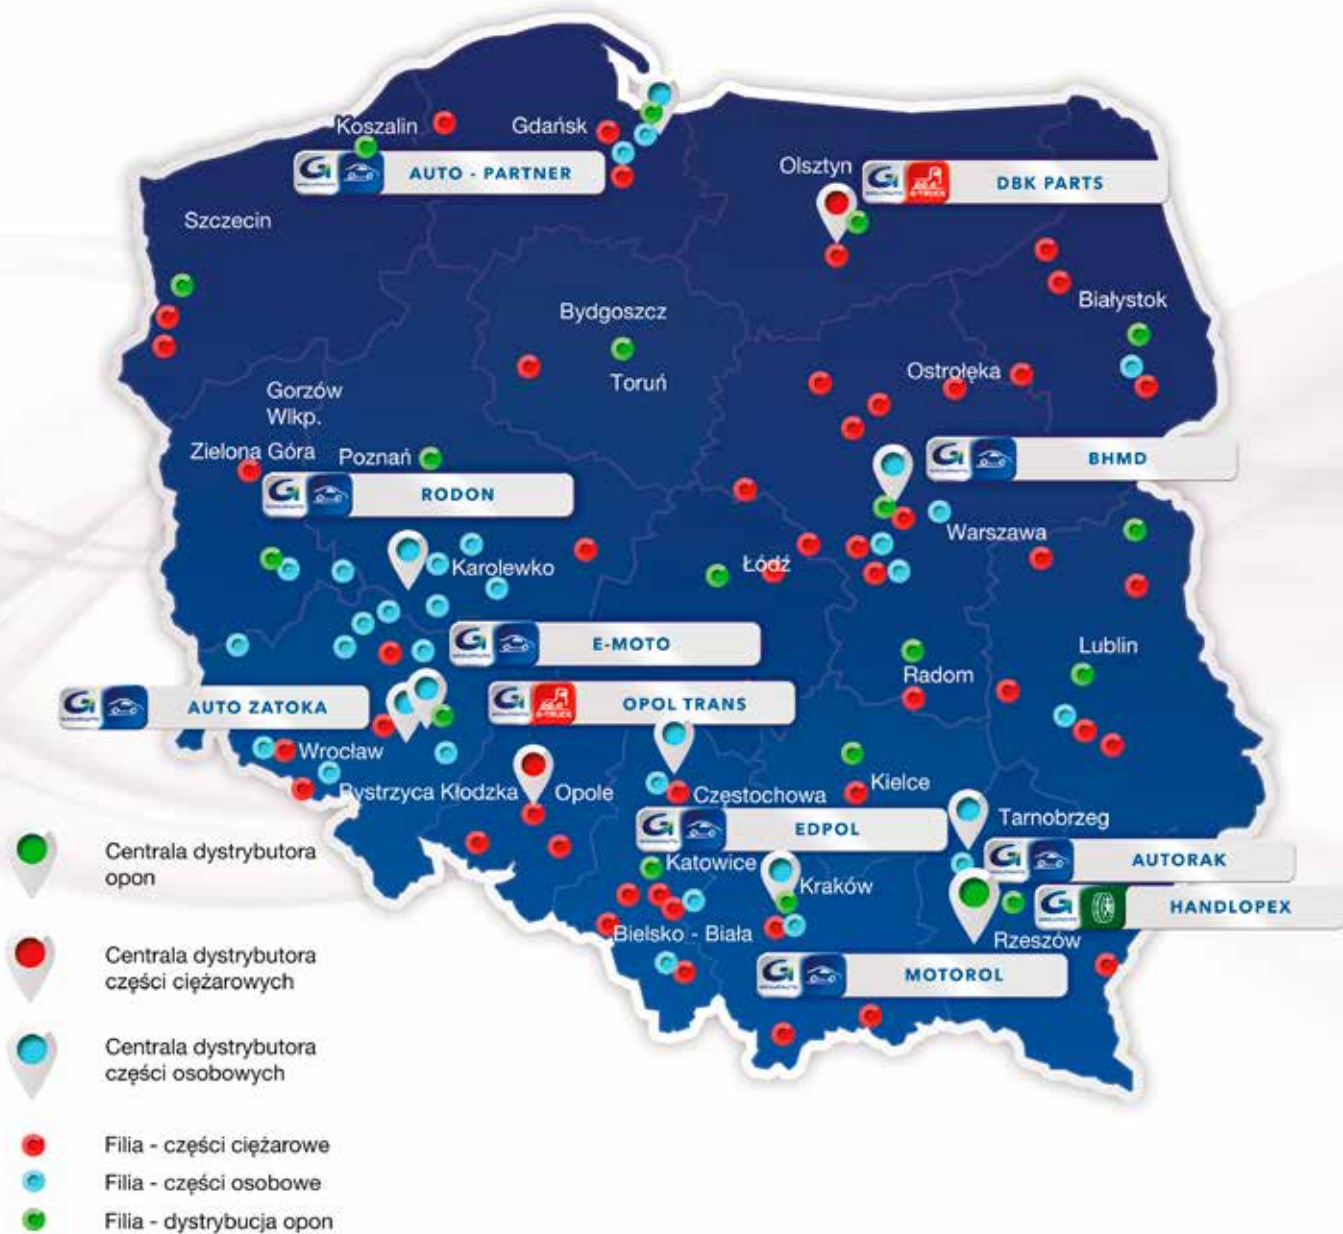 Koszalin
Gdańsk
AUTO - PARTNER
Olsztyn
DBK PARTS
Szczecin
Białystok
Bydgoszcz
Toruń
Ostrołęka
Gorzów
Wlkp.
Zielona Góra
Poznań
BHMD
RODON
Warszawa
Karolewko
Łódź
E-MOTO
Radom
Lublin
AUTO ZATOKA
OPOL TRANS
Wrocław
Bystrzyca Kłodzka
Opole
Częstochowa
Kielce
Tarnobrzeg
EDPOL
Katowice
AUTORAK
Kraków
HANDLOPEX
Bielsko - Biała
Rzeszów
MOTOROL
Centrala dystrybutora
opon
Centrala dystrybutora
części ciężarowych
Centrala dystrybutora
części osobowych
Filia - części ciężarowe
Filia - części osobowe
Filia - dystrybucja opon